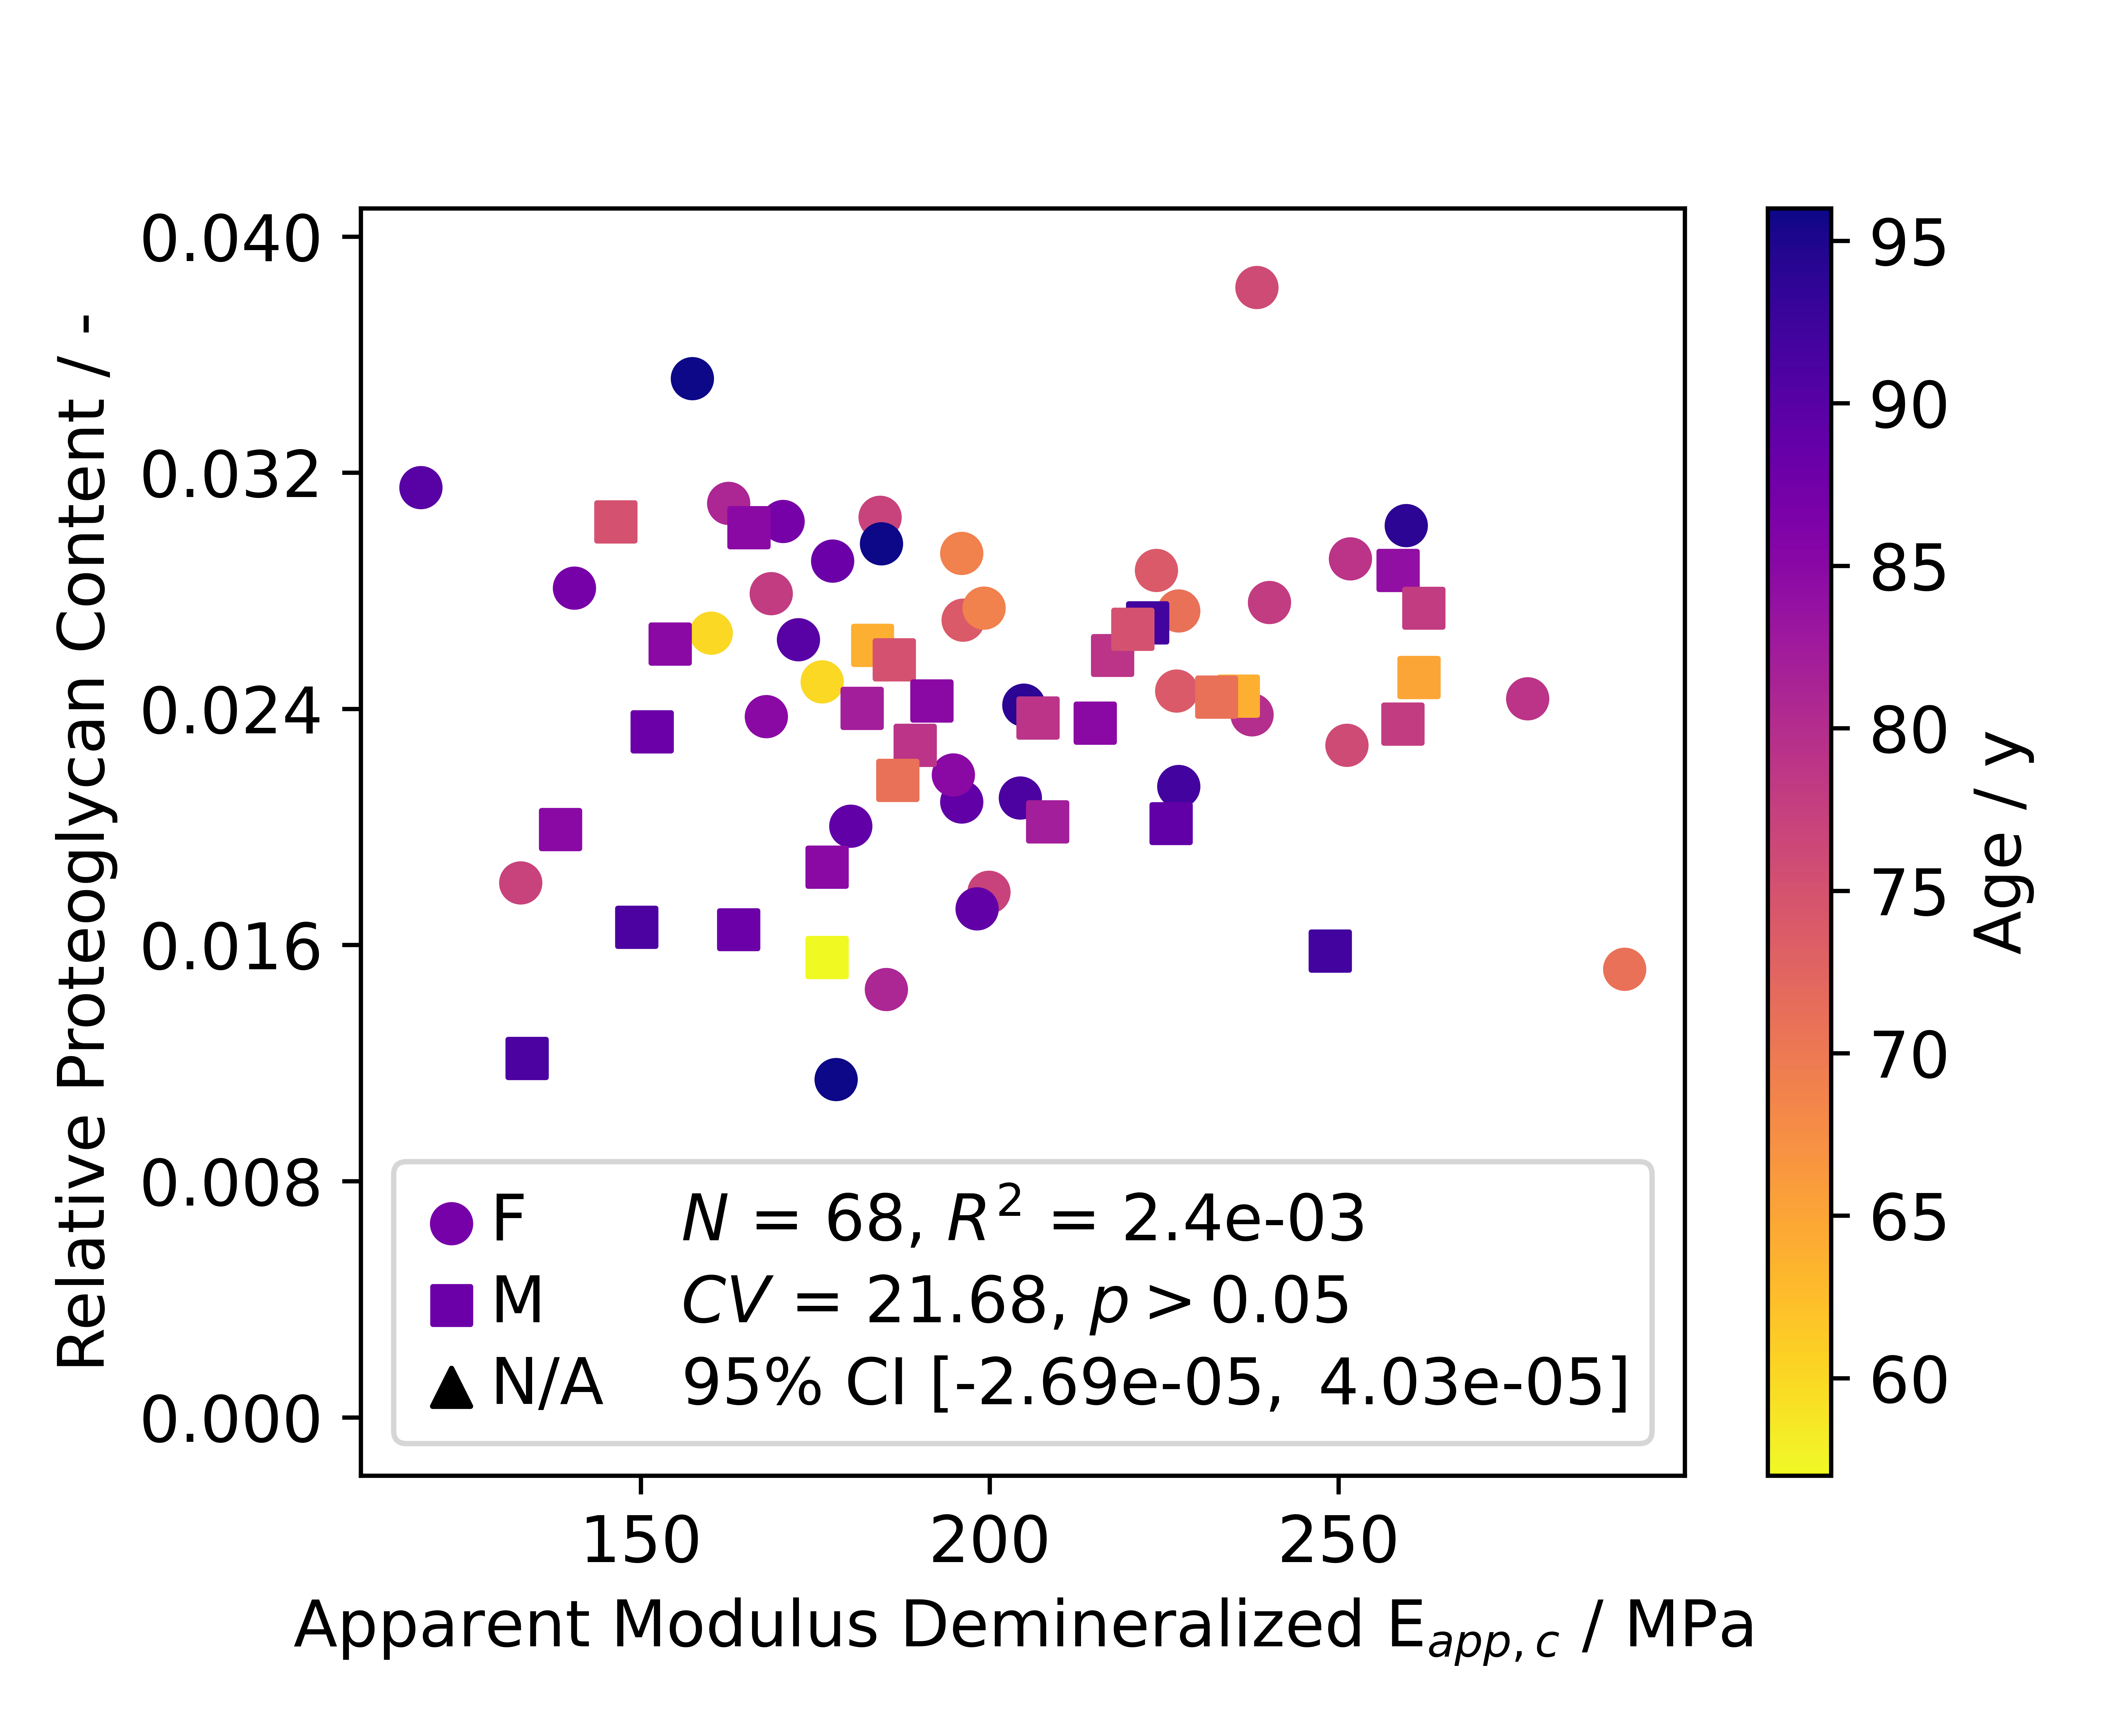 Relative Proteoglycan Content / -
0.040
0.032
0.024
0.016
0.008
0.000
F N = 68, R² = 2.4e-03
M CV = 21.68, p > 0.05
N/A 95% CI [-2.69e-05, 4.03e-05]
150 200 250
Apparent Modulus Demineralized E_app, c / MPa
95
90
85
80
75
70
65
60
Age / y